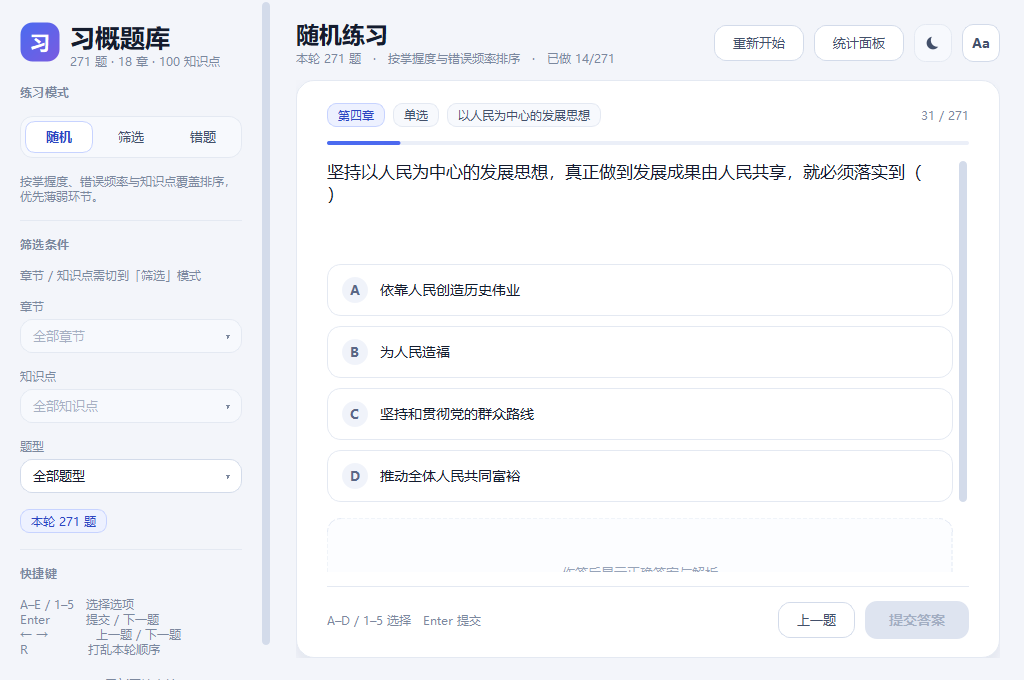 习
习概题库
271 题 · 18 章 · 100 知识点
练习模式
随机
筛选
错题
按掌握度、错误频率与知识点覆盖排序，
优先薄弱环节。
筛选条件
章节 / 知识点需切到「筛选」模式
章节
全部章节
知识点
全部知识点
题型
全部题型
本轮 271 题
快捷键
A–E / 1–5 选择选项
Enter 提交 / 下一题
← → 上一题 / 下一题
R 打乱本轮顺序
随机练习
本轮 271 题 · 按掌握度与错误频率排序 · 已做 14/271
重新开始
统计面板
Aa
第四章
单选
以人民为中心的发展思想
31 / 271
坚持以人民为中心的发展思想，真正做到发展成果由人民共享，就必须落实到（
）
A 依靠人民创造历史伟业
B 为人民造福
C 坚持和贯彻党的群众路线
D 推动全体人民共同富裕
作答后显示正确答案与解析
A–D / 1–5 选择 Enter 提交
上一题
提交答案